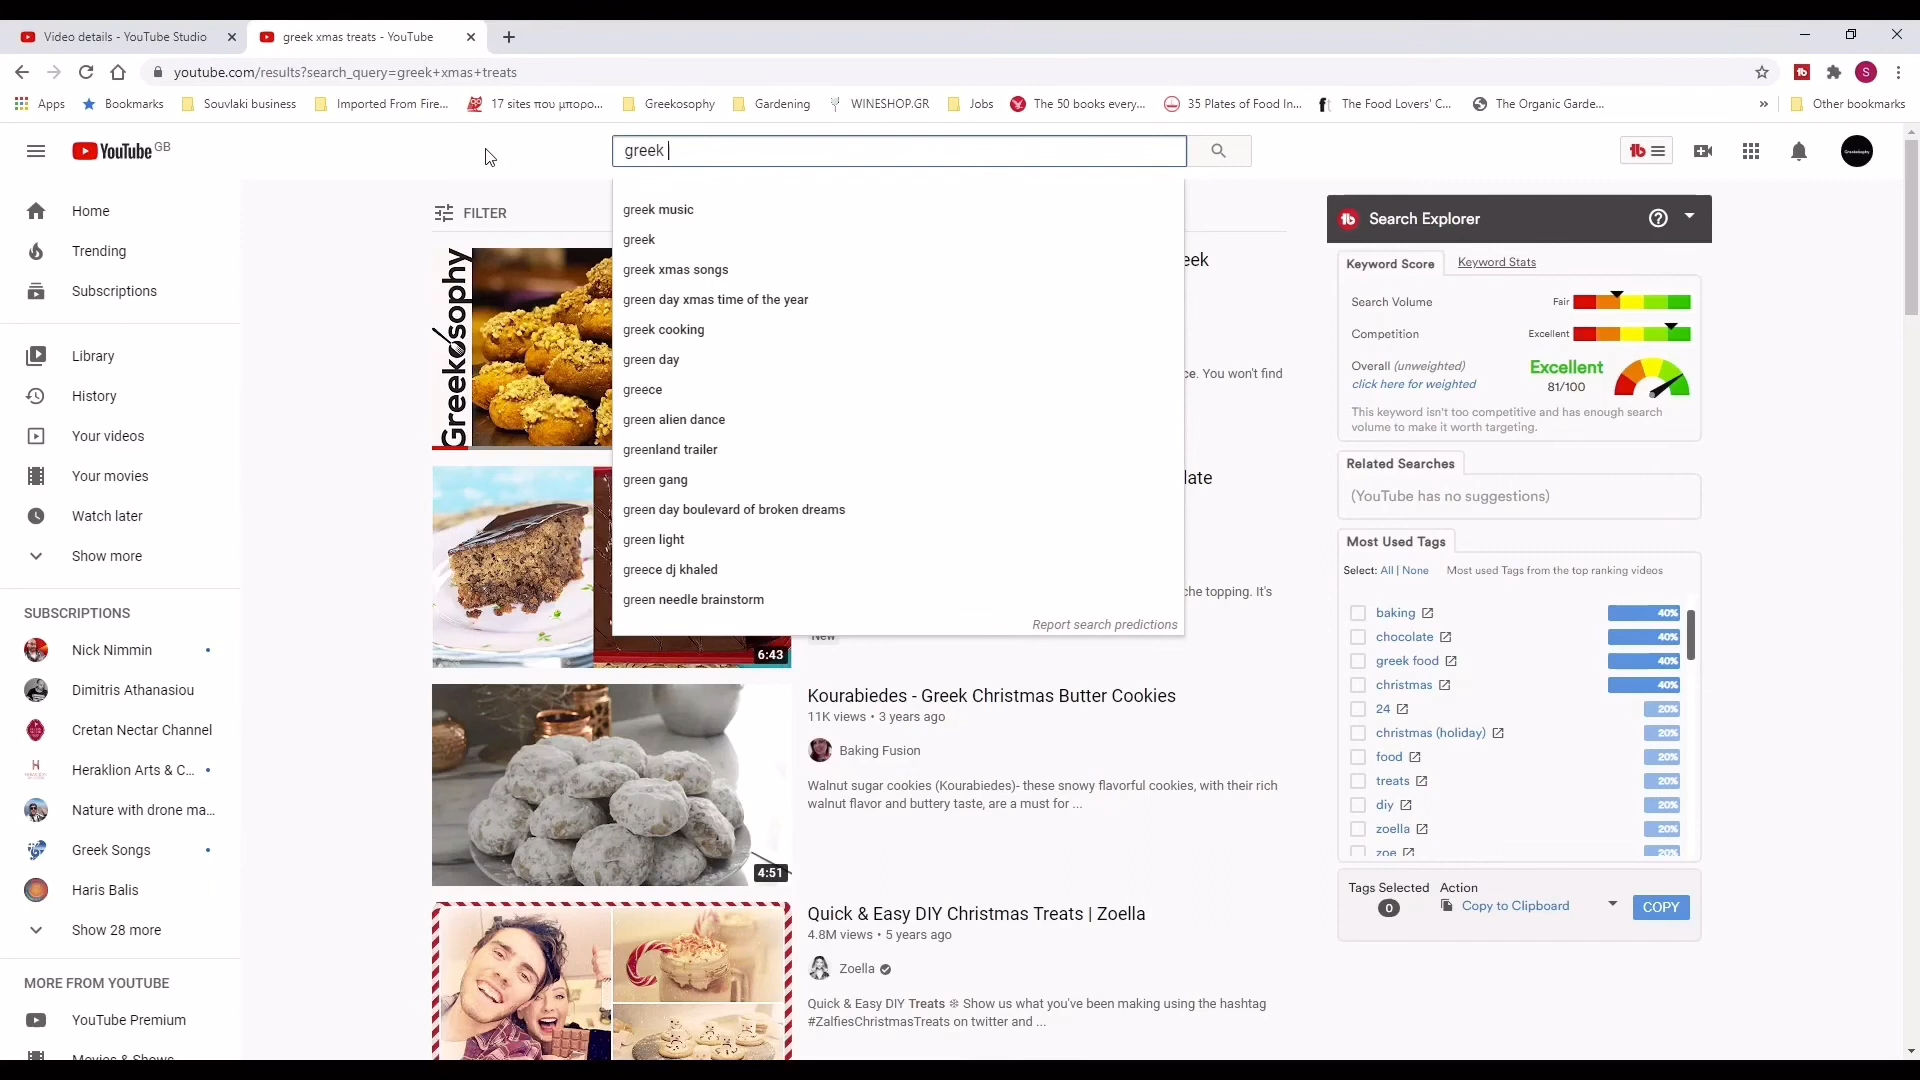 Video details - YouTube Studio
greek xmas treats - YouTube
youtube.com/results?search_query=greek+xmas+treats
S
Apps
Bookmarks
Souvlaki business
Imported From Fire...
17 sites που μπορο...
Greekosophy
Gardening
WINESHOP.GR
Jobs
The 50 books every...
35 Plates of Food In...
The Food Lovers' C...
The Organic Garde...
Other bookmarks
YouTube GB
greek
Home
Trending
Subscriptions
Library
History
Your videos
Your movies
Watch later
Show more
SUBSCRIPTIONS
Nick Nimmin
Dimitris Athanasiou
Cretan Nectar Channel
Heraklion Arts & C...
Nature with drone ma...
Greek Songs
Haris Balis
Show 28 more
MORE FROM YOUTUBE
YouTube Premium
Movies & Shows
FILTER
Greekosophy
greek music
greek
greek xmas songs
green day xmas time of the year
greek cooking
green day
greece
green alien dance
greenland trailer
green gang
green day boulevard of broken dreams
green light
greece dj khaled
green needle brainstorm
Report search predictions
eek
ce. You won't find
late
che topping. It's
New
6:43
Kourabiedes - Greek Christmas Butter Cookies
11K views • 3 years ago
Baking Fusion
Walnut sugar cookies (Kourabiedes)- these snowy flavorful cookies, with their rich
walnut flavor and buttery taste, are a must for ...
4:51
Quick & Easy DIY Christmas Treats | Zoella
4.8M views • 5 years ago
Zoella
Quick & Easy DIY Treats ❄ Show us what you've been making using the hashtag
#ZalfiesChristmasTreats on twitter and ...
Search Explorer
Keyword Score
Keyword Stats
Search Volume
Fair
Competition
Excellent
Overall (unweighted)
click here for weighted
Excellent
81/100
This keyword isn't too competitive and has enough search
volume to make it worth targeting.
Related Searches
(YouTube has no suggestions)
Most Used Tags
Select: All | None
Most used Tags from the top ranking videos
baking 40%
chocolate 40%
greek food 40%
christmas 40%
24 20%
christmas (holiday) 20%
food 20%
treats 20%
diy 20%
zoella 20%
zoe 20%
Tags Selected
0
Action
Copy to Clipboard
COPY